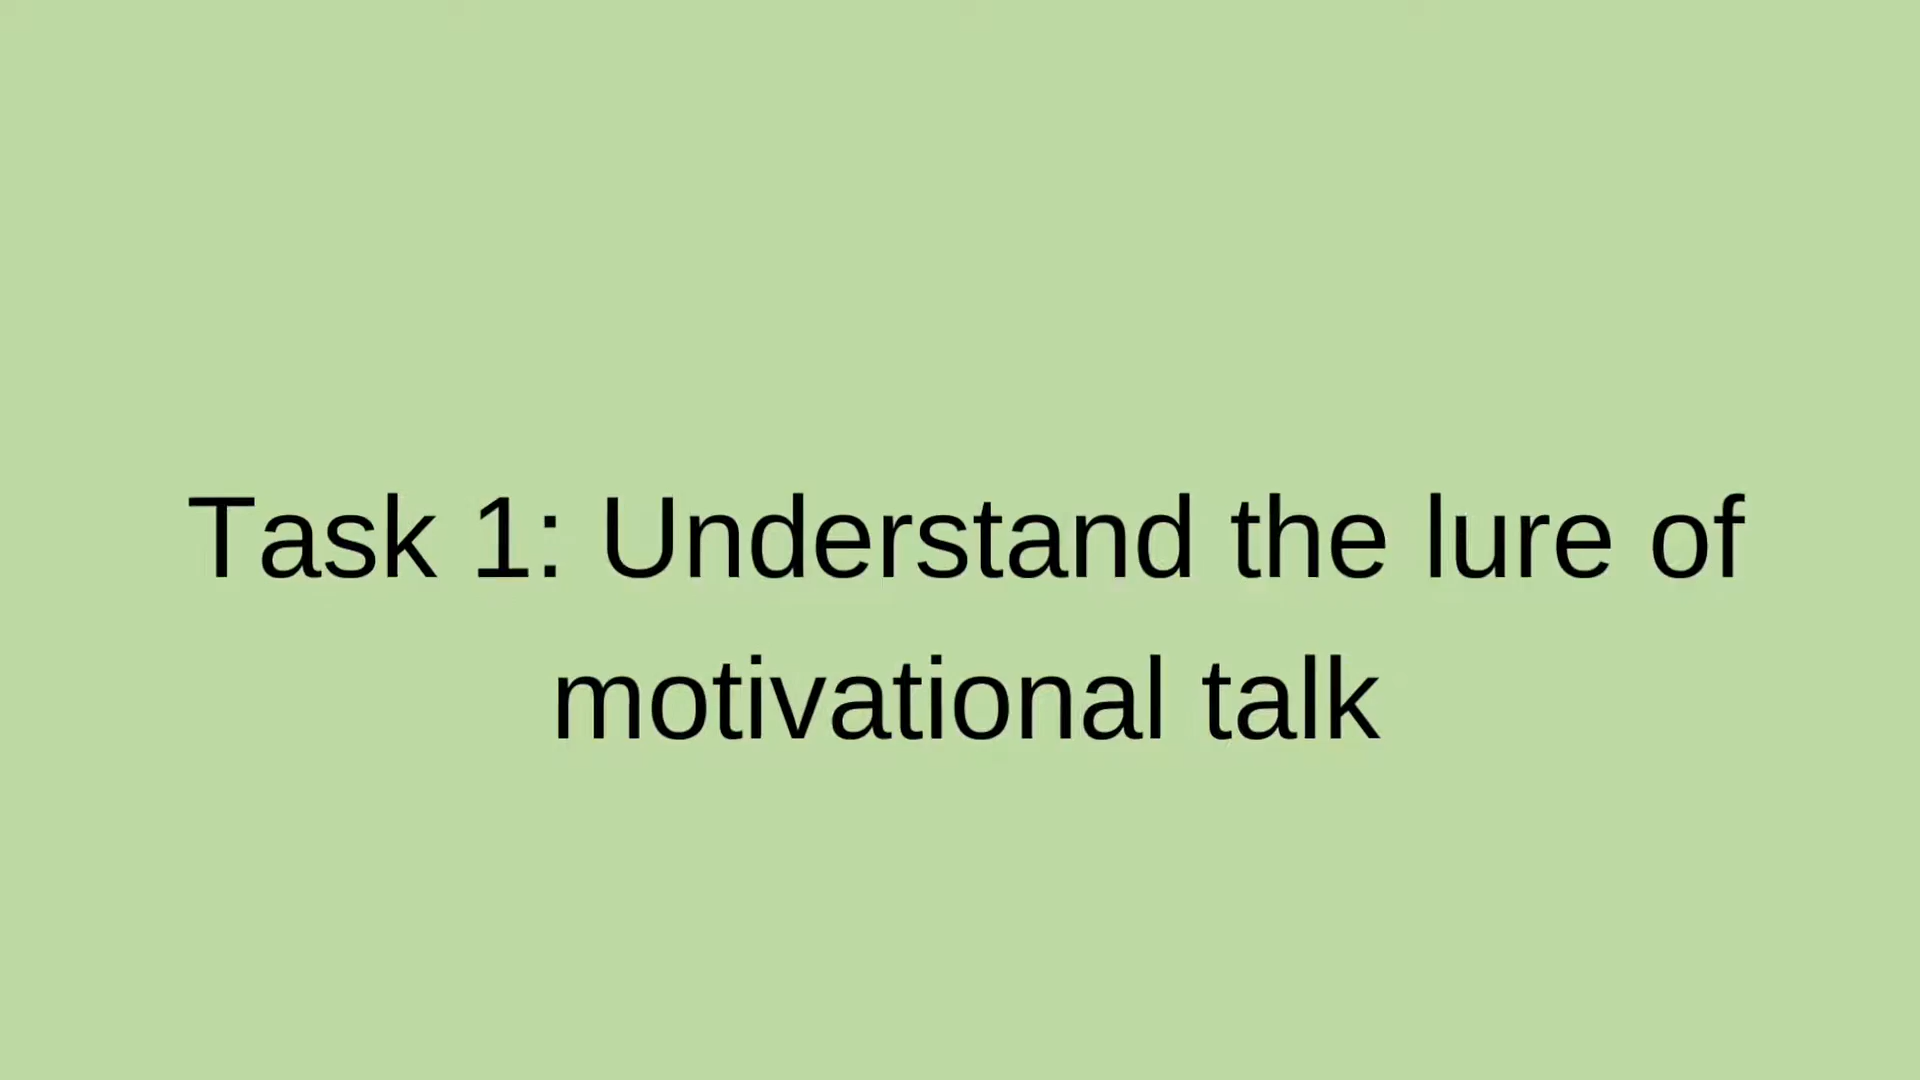 Task 1: Understand the lure of
motivational talk